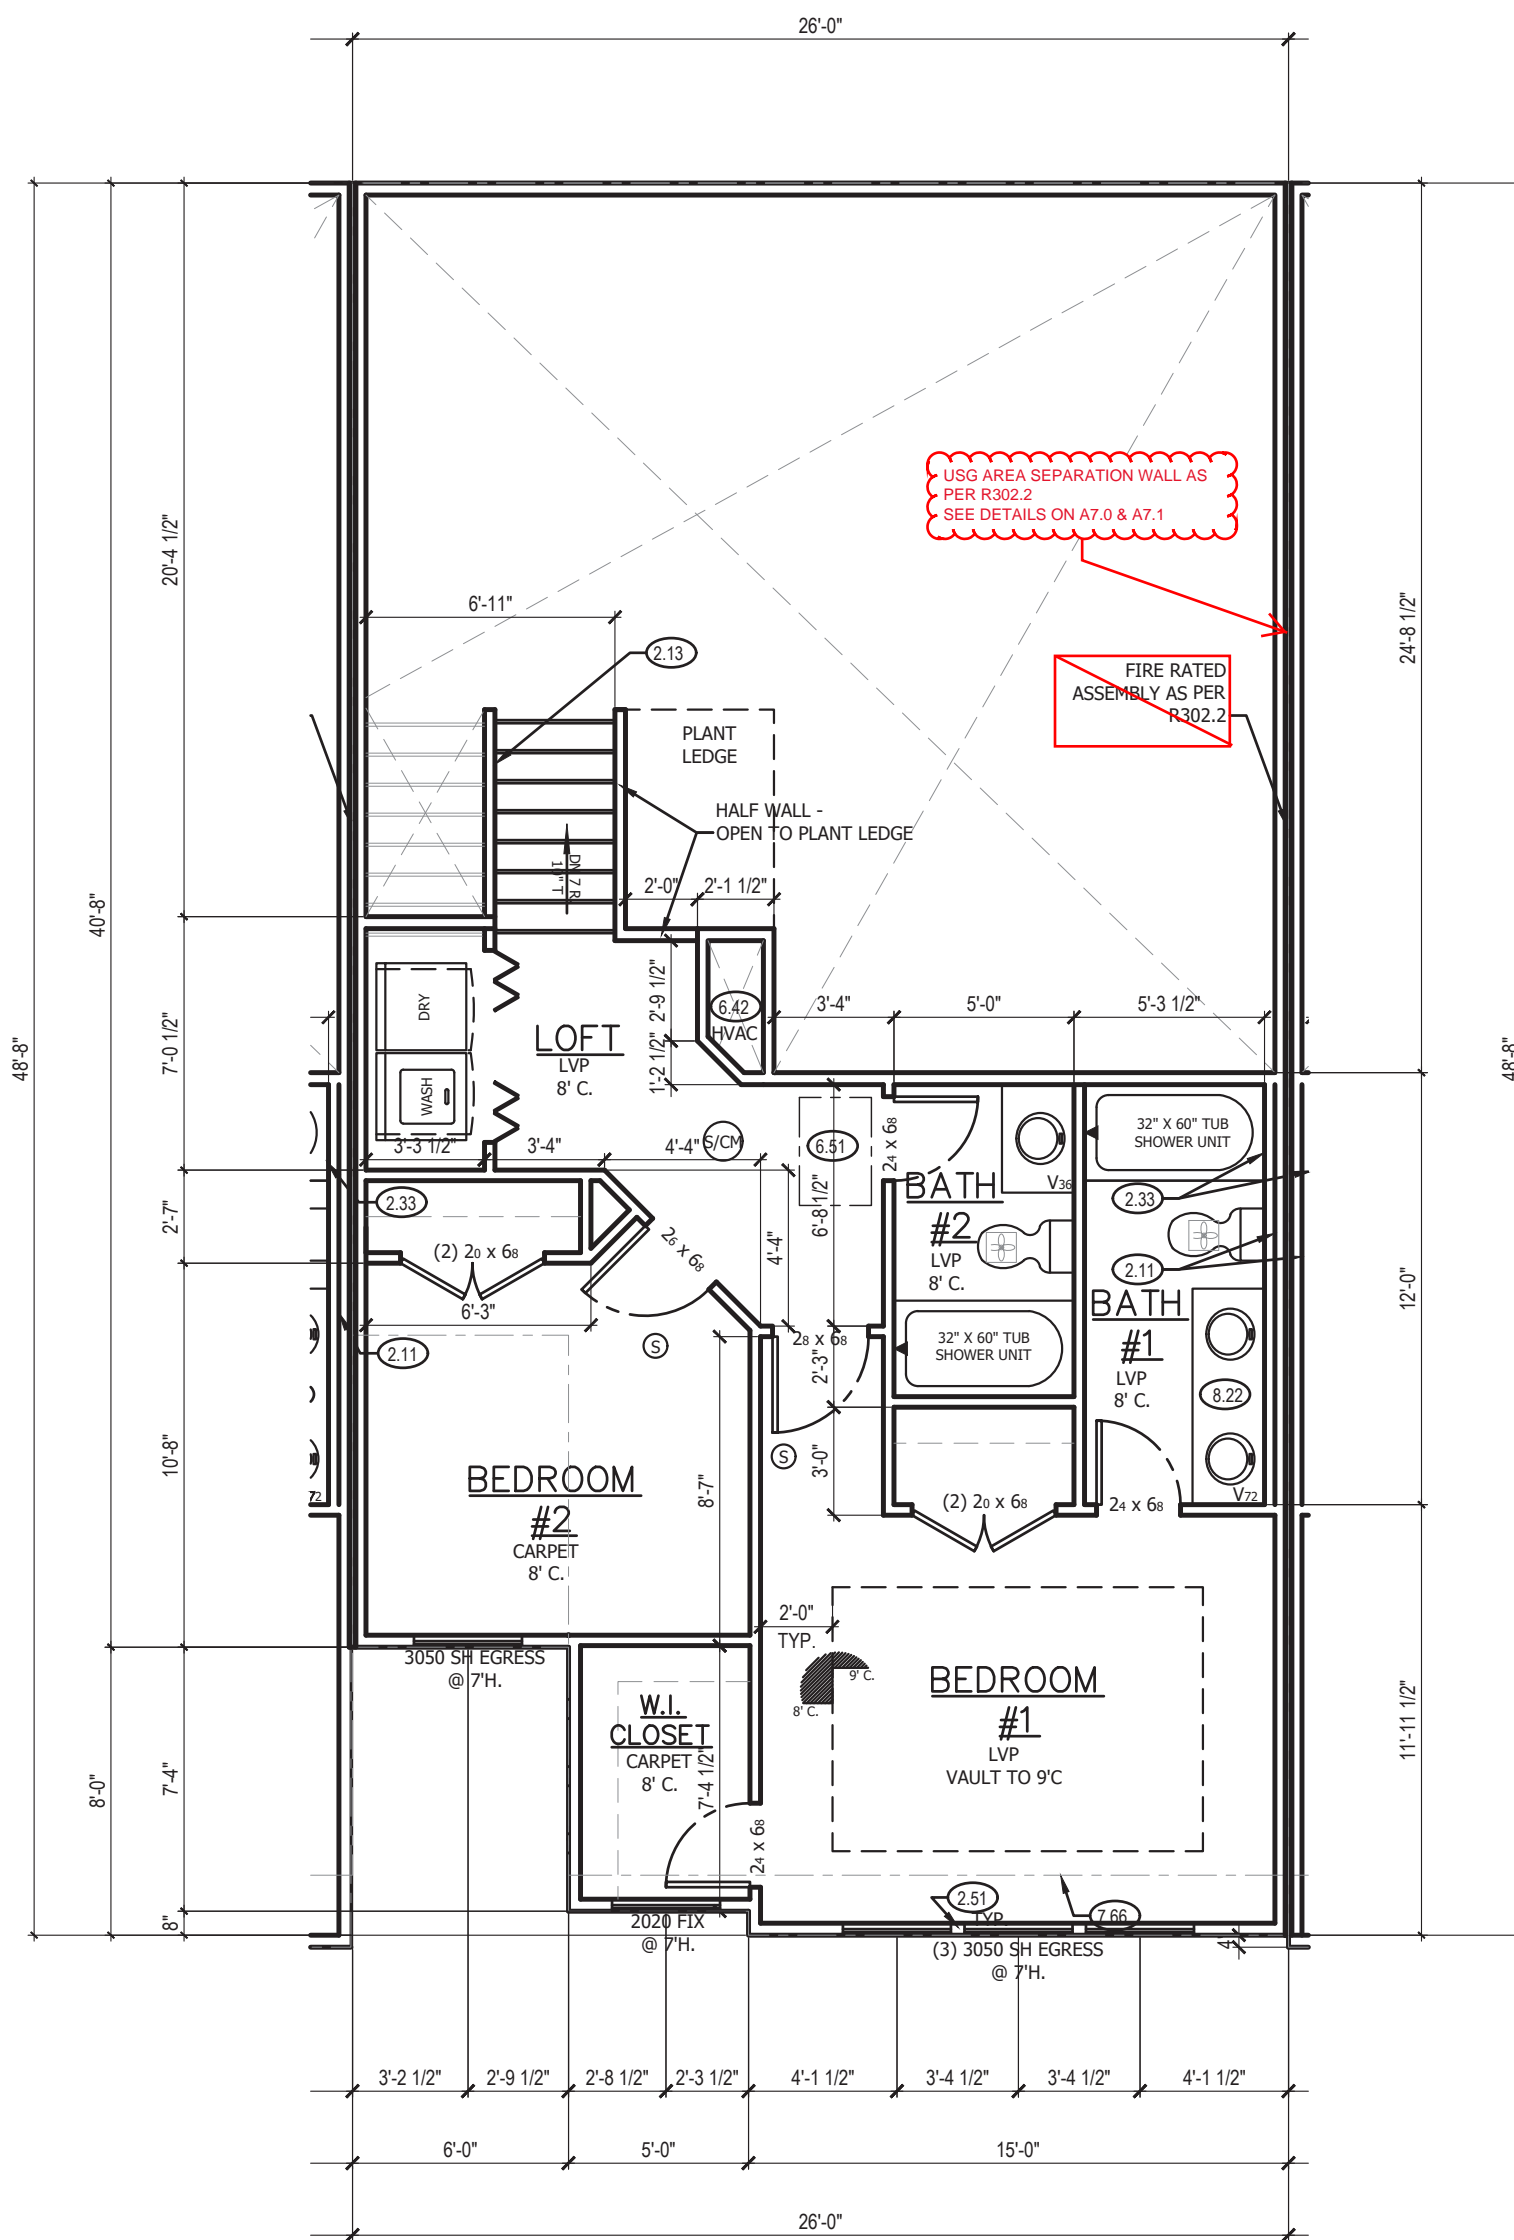 26'-0"
USG AREA SEPARATION WALL AS
PER R302.2
SEE DETAILS ON A7.0 & A7.1
20'-4 1/2"
6'-11"
24'-8 1/2"
2.13
FIRE RATED
ASSEMBLY AS PER
R302.2
PLANT
LEDGE
HALF WALL -
OPEN TO PLANT LEDGE
DN 7 R
10" T
2'-0"
2'-1 1/2"
40'-8"
48'-8"
48'-8"
7'-0 1/2"
DRY
WASH
LOFT
LVP
8' C.
2'-9 1/2"
1'-2 1/2"
6.42
HVAC
3'-4"
5'-0"
5'-3 1/2"
3'-3 1/2"
3'-4"
4'-4"
S/CM
6.51
24 x 68
32" X 60" TUB
SHOWER UNIT
V36
2'-7"
2.33
2.33
BATH
#2
LVP
8' C.
6'-8 1/2"
4'-4"
26 x 68
(2) 20 x 68
6'-3"
2.11
2.11
S
28 x 68
2'-3"
32" X 60" TUB
SHOWER UNIT
BATH
#1
LVP
8' C.
8.22
12'-0"
10'-8"
S
3'-0"
8'-7"
BEDROOM
#2
CARPET
8' C.
(2) 20 x 68
24 x 68
V72
72
2'-0"
TYP.
3050 SH EGRESS
@ 7'H.
9' C.
8' C.
BEDROOM
#1
LVP
VAULT TO 9'C
W.I.
CLOSET
CARPET
8' C.
7'-4 1/2"
24 x 68
11'-11 1/2"
8'-0"
7'-4"
8"
2.51
TYP.
7.66
2020 FIX
@ 7'H.
(3) 3050 SH EGRESS
@ 7'H.
3'-2 1/2"
2'-9 1/2"
2'-8 1/2"
2'-3 1/2"
4'-1 1/2"
3'-4 1/2"
3'-4 1/2"
4'-1 1/2"
6'-0"
5'-0"
15'-0"
26'-0"